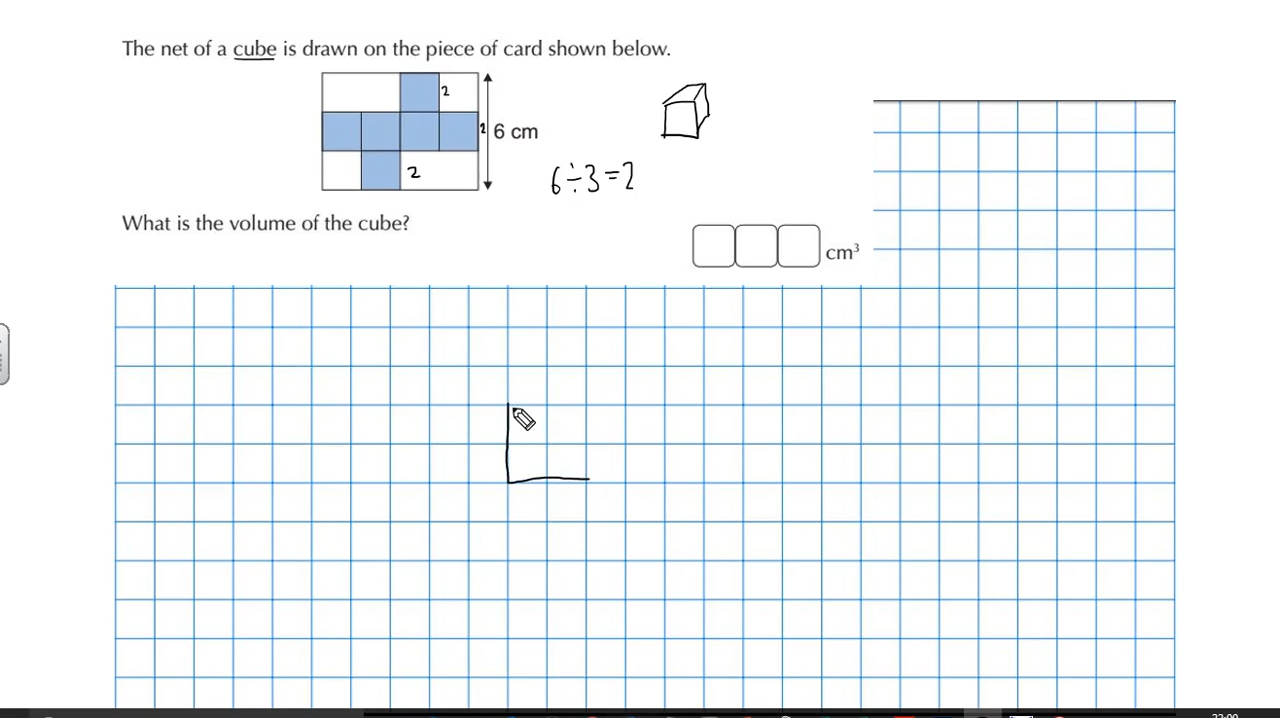 The net of a cube is drawn on the piece of card shown below.
2
2 6 cm
2
6÷3=2
What is the volume of the cube?
cm³